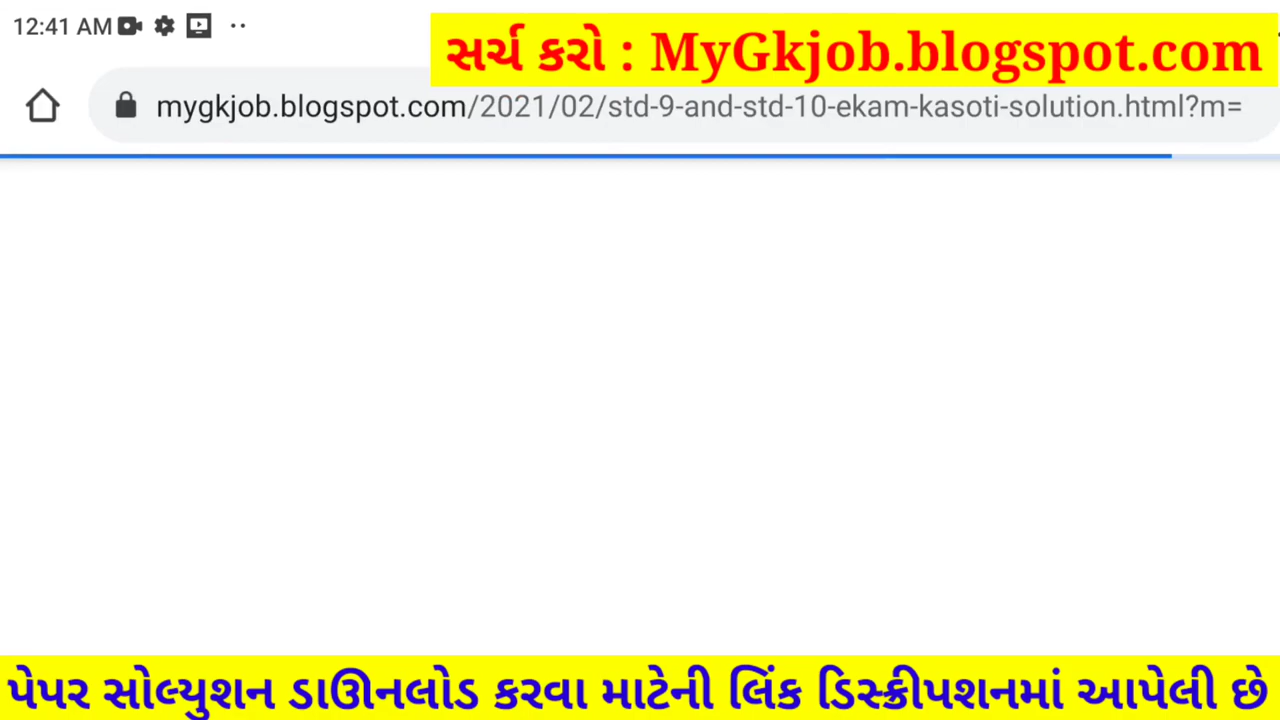 12:41 AM
સર્ચ કરો : MyGkjob.blogspot.com
mygkjob.blogspot.com/2021/02/std-9-and-std-10-ekam-kasoti-solution.html?m=
પેપર સોલ્યુશન ડાઊનલોડ કરવા માટેની લિંક ડિસ્ક્રીપશનમાં આપેલી છે